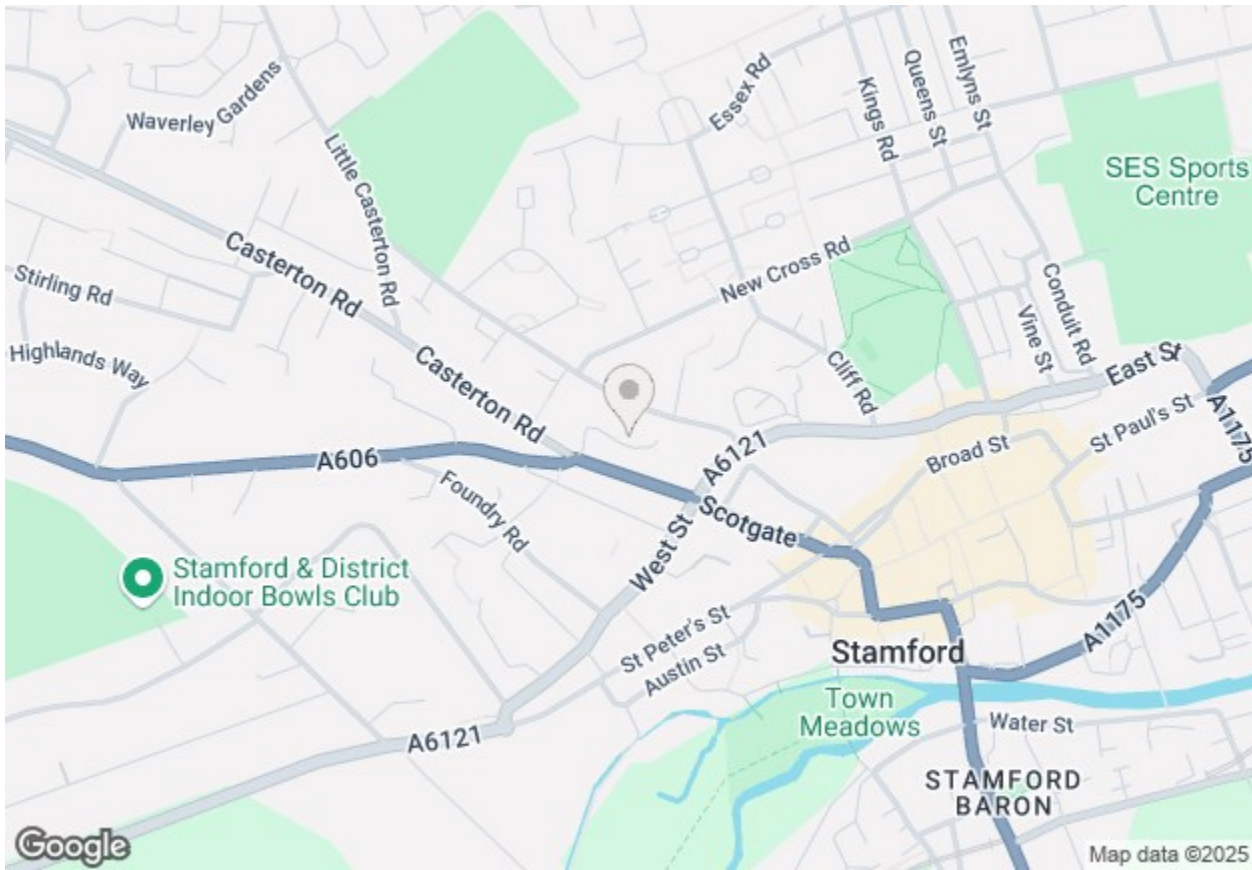 Waverley Gardens
Little Casterton Rd
Essex Rd
Kings Rd
Queens St
Emlyns St
SES Sports
Centre
Casterton Rd
Stirling Rd
Highlands Way
New Cross Rd
Conduit Rd
Vine St
Cliff Rd
East St
Casterton Rd
A606
Foundry Rd
A6121
Scotgate
Broad St
St Paul's St
A1175
West St
Stamford & District
Indoor Bowls Club
St Peter's St
Austin St
Stamford
A1175
Town
Meadows
Water St
A6121
STAMFORD
BARON
Google
Map data ©2025